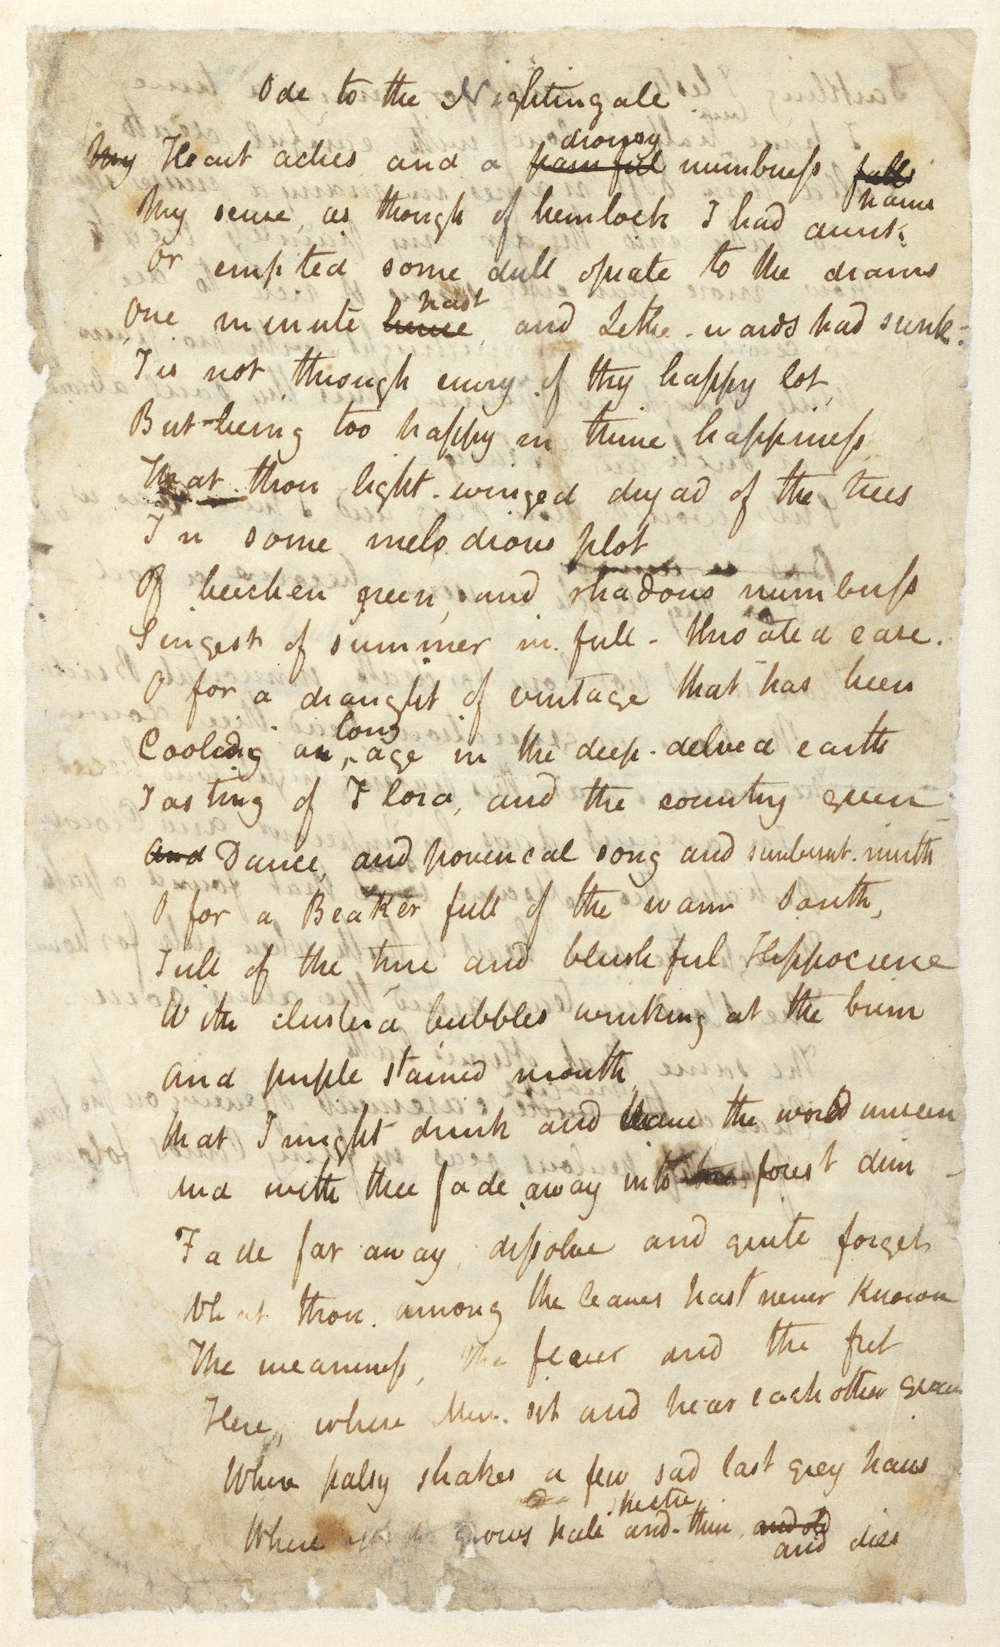 Ode to the Nightingale
drowsy
My Heart aches and a painful numbness falls
pains
My sense, as though of hemlock I had drunk,
Or emptied some dull opiate to the drains
past
One minute hence, and Lethe-wards had sunk:
Tis not through envy of thy happy lot,
But being too happy in thine happiness
That thou light-winged dryad of the trees
In some melodious plot
Of beechen green, and shadows numberless
Singest of summer in full-throated ease.
O for a draught of vintage that has been
long
Cooling an age in the deep-delved earth
Tasting of Flora, and the country green
And Dance, and provencal song and sunburnt mirth
O for a Beaker full of the warm South,
Full of the true and blushful Hippocrene
With cluster'd bubbles winking at the brim
And purple stained mouth,
that I might drink and leave the world unseen
And with thee fade away into forest dim
Fade far away, dissolve and quite forget
What thou among the leaves hast never known
The weariness, the fever and the fret
Here, where Men sit and hear each other groan
Where palsy shakes a few sad last grey hairs
spectre
Where grows pale and thin and old
and dies